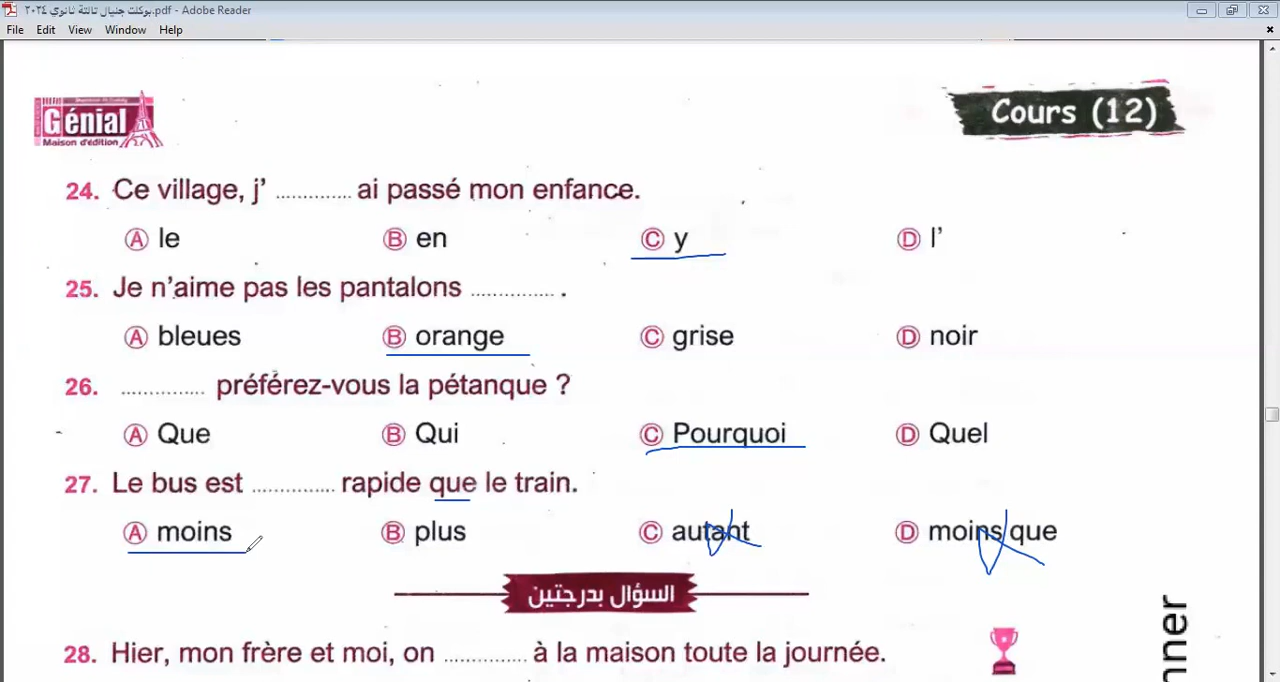 بوكلت جنيال تالتة ثانوي ٢٠٢٤.pdf - Adobe Reader
File Edit View Window Help
Génial
Maison d'édition
Cours (12)
24. Ce village, j' .............. ai passé mon enfance.
A le B en C y D l'
25. Je n'aime pas les pantalons ............... .
A bleues B orange C grise D noir
26. ............... préférez-vous la pétanque ?
A Que B Qui C Pourquoi D Quel
27. Le bus est ............... rapide que le train.
A moins B plus C autant D moins que
السؤال بدرجتين
28. Hier, mon frère et moi, on ............... à la maison toute la journée.
nner